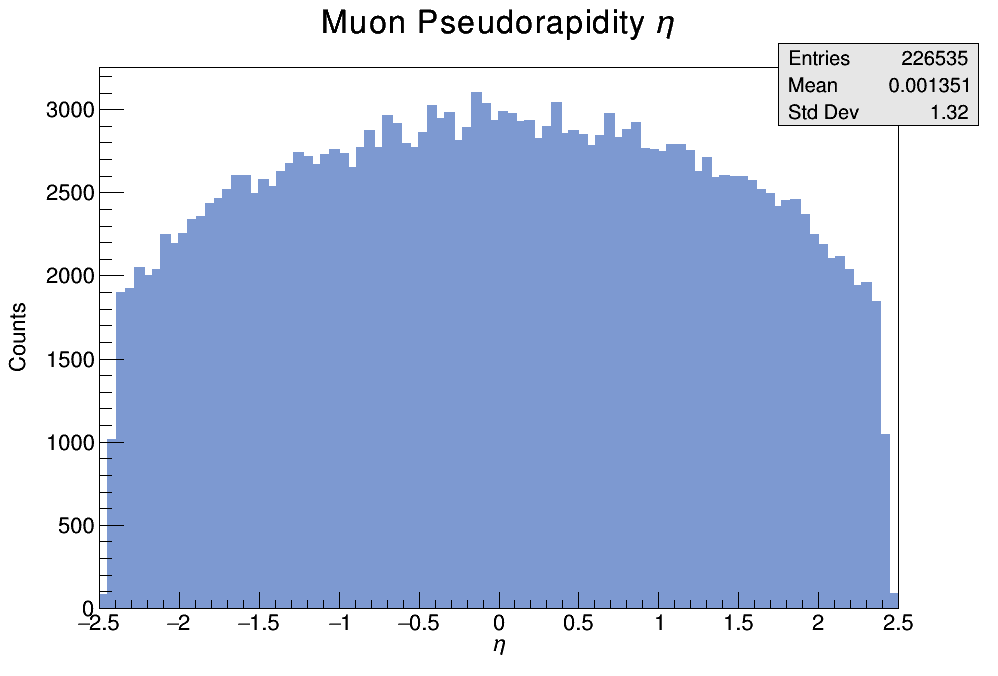 Muon Pseudorapidity η
Entries 226535
Mean 0.001351
Std Dev 1.32
Counts
3000
2500
2000
1500
1000
500
0
−2.5 −2 −1.5 −1 −0.5 0 0.5 1 1.5 2 2.5
η